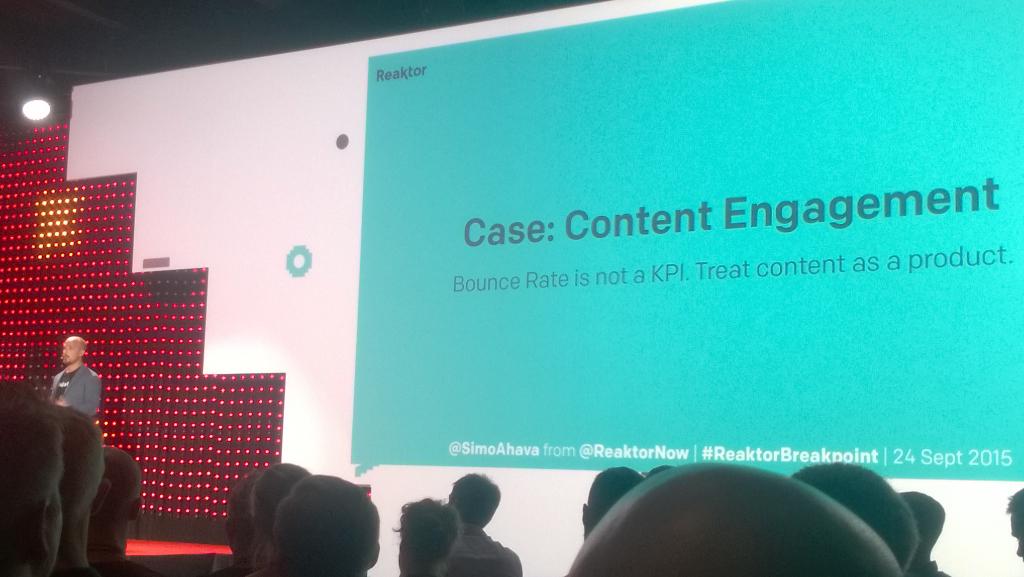 Reaktor
Case: Content Engagement
Bounce Rate is not a KPI. Treat content as a product.
@SimoAhava from @ReaktorNow | #ReaktorBreakpoint | 24 Sept 2015